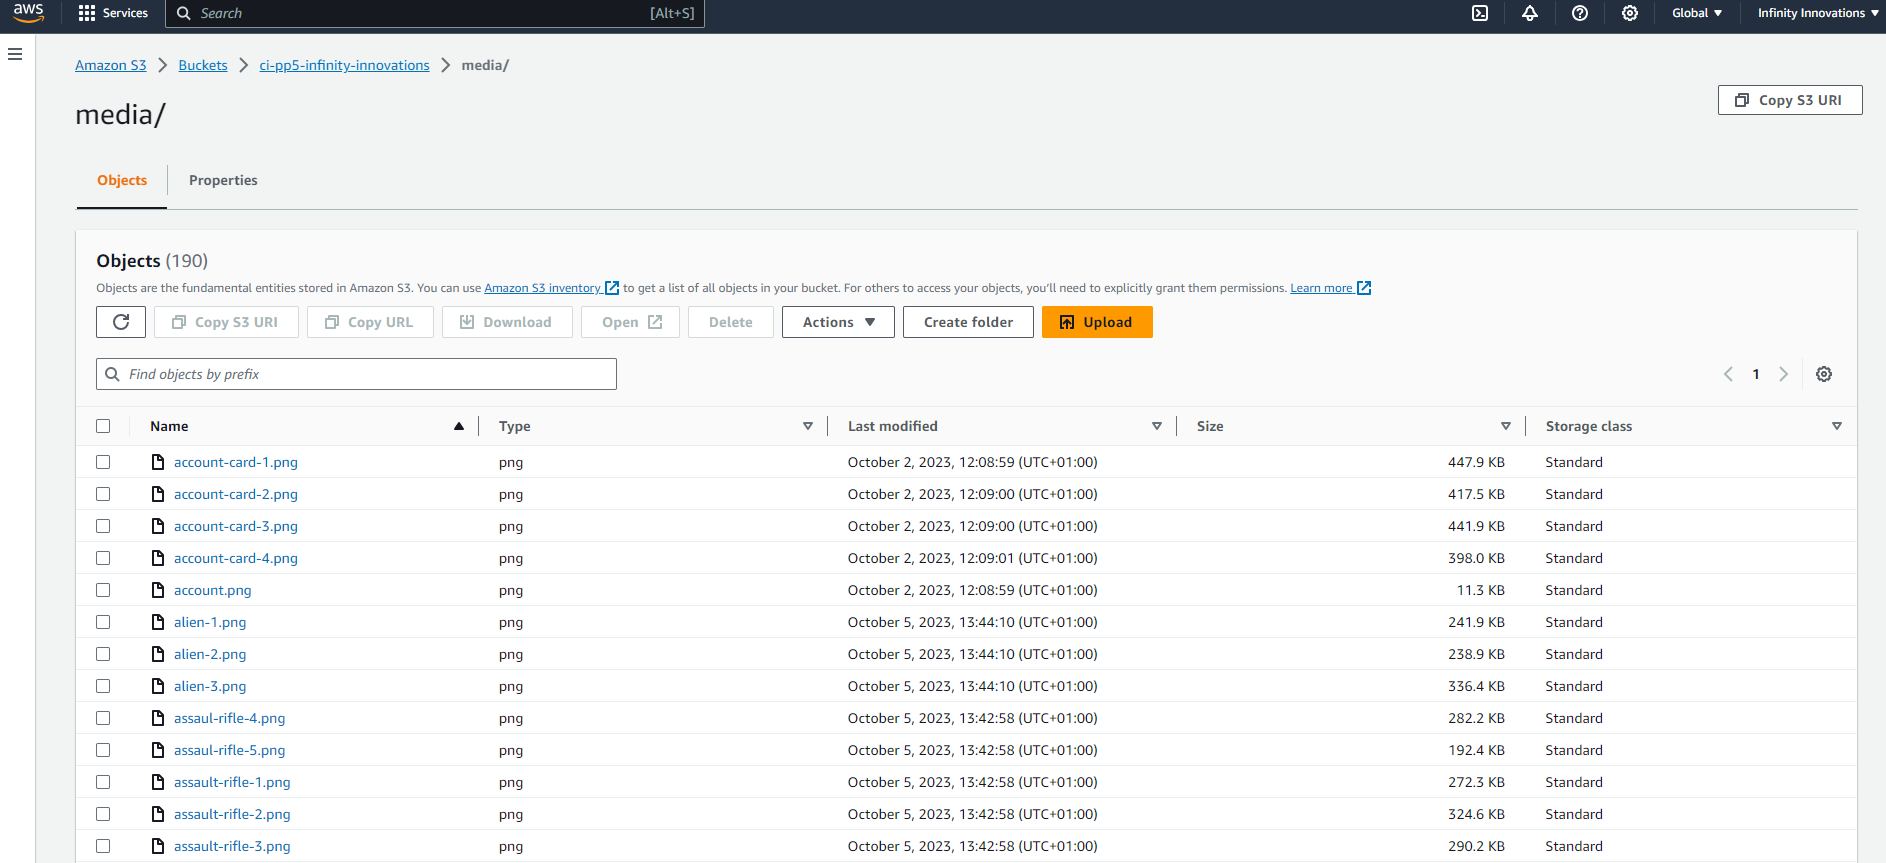 aws Services Search [Alt+S] Global Infinity Innovations
Amazon S3 Buckets ci-pp5-infinity-innovations media/
media/
Copy S3 URI
Objects Properties
Objects (190)
Objects are the fundamental entities stored in Amazon S3. You can use Amazon S3 inventory to get a list of all objects in your bucket. For others to access your objects, you'll need to explicitly grant them permissions. Learn more
Copy S3 URI Copy URL Download Open Delete Actions Create folder Upload
Find objects by prefix 1
Name Type Last modified Size Storage class
account-card-1.png png October 2, 2023, 12:08:59 (UTC+01:00) 447.9 KB Standard
account-card-2.png png October 2, 2023, 12:09:00 (UTC+01:00) 417.5 KB Standard
account-card-3.png png October 2, 2023, 12:09:00 (UTC+01:00) 441.9 KB Standard
account-card-4.png png October 2, 2023, 12:09:01 (UTC+01:00) 398.0 KB Standard
account.png png October 2, 2023, 12:08:59 (UTC+01:00) 11.3 KB Standard
alien-1.png png October 5, 2023, 13:44:10 (UTC+01:00) 241.9 KB Standard
alien-2.png png October 5, 2023, 13:44:10 (UTC+01:00) 238.9 KB Standard
alien-3.png png October 5, 2023, 13:44:10 (UTC+01:00) 336.4 KB Standard
assaul-rifle-4.png png October 5, 2023, 13:42:58 (UTC+01:00) 282.2 KB Standard
assaul-rifle-5.png png October 5, 2023, 13:42:58 (UTC+01:00) 192.4 KB Standard
assault-rifle-1.png png October 5, 2023, 13:42:58 (UTC+01:00) 272.3 KB Standard
assault-rifle-2.png png October 5, 2023, 13:42:58 (UTC+01:00) 324.6 KB Standard
assault-rifle-3.png png October 5, 2023, 13:42:58 (UTC+01:00) 290.2 KB Standard